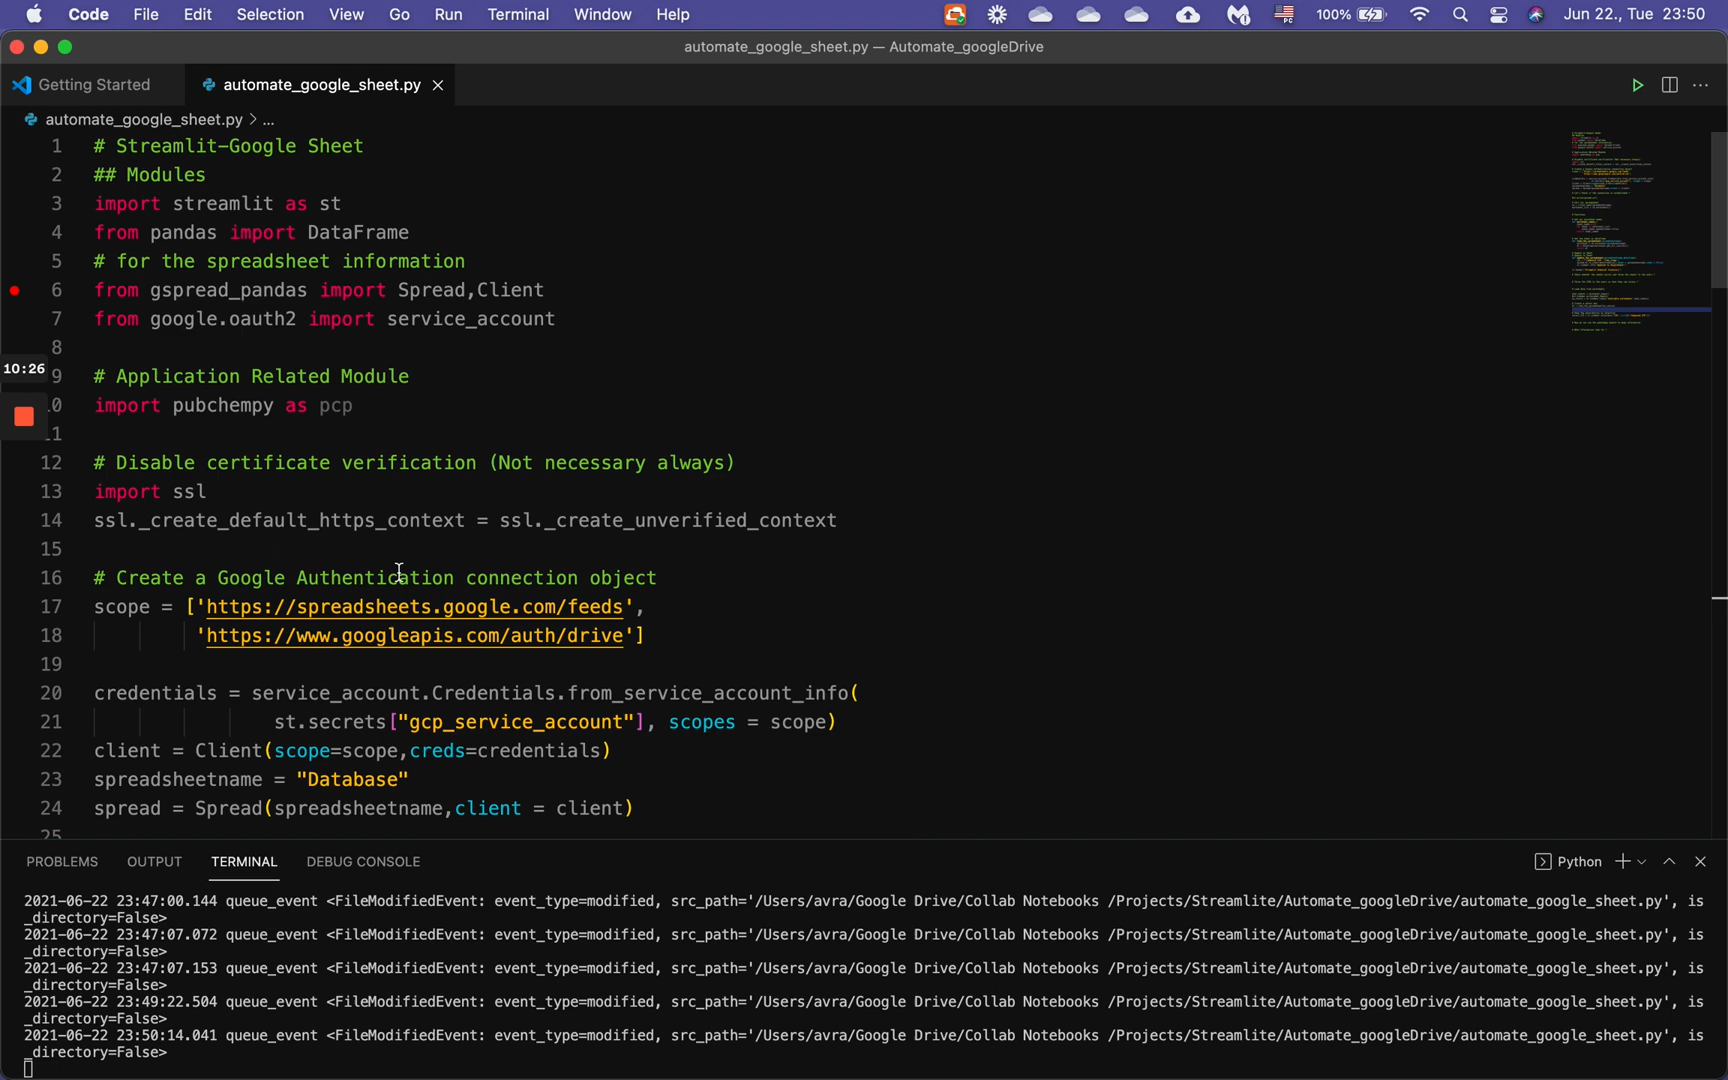 Code File Edit Selection View Go Run Terminal Window Help 100% Jun 22., Tue 23:50
automate_google_sheet.py — Automate_googleDrive
Getting Started automate_google_sheet.py
automate_google_sheet.py > ...
1 # Streamlit-Google Sheet
2 ## Modules
3 import streamlit as st
4 from pandas import DataFrame
5 # for the spreadsheet information
6 from gspread_pandas import Spread,Client
7 from google.oauth2 import service_account
8
10:26
9 # Application Related Module
0 import pubchempy as pcp
11
12 # Disable certificate verification (Not necessary always)
13 import ssl
14 ssl._create_default_https_context = ssl._create_unverified_context
15
16 # Create a Google Authentication connection object
17 scope = ['https://spreadsheets.google.com/feeds',
18 'https://www.googleapis.com/auth/drive']
19
20 credentials = service_account.Credentials.from_service_account_info(
21 st.secrets["gcp_service_account"], scopes = scope)
22 client = Client(scope=scope,creds=credentials)
23 spreadsheetname = "Database"
24 spread = Spread(spreadsheetname,client = client)
25
PROBLEMS OUTPUT TERMINAL DEBUG CONSOLE Python
2021-06-22 23:47:00.144 queue_event <FileModifiedEvent: event_type=modified, src_path='/Users/avra/Google Drive/Collab Notebooks /Projects/Streamlite/Automate_googleDrive/automate_google_sheet.py', is
_directory=False>
2021-06-22 23:47:07.072 queue_event <FileModifiedEvent: event_type=modified, src_path='/Users/avra/Google Drive/Collab Notebooks /Projects/Streamlite/Automate_googleDrive/automate_google_sheet.py', is
_directory=False>
2021-06-22 23:47:07.153 queue_event <FileModifiedEvent: event_type=modified, src_path='/Users/avra/Google Drive/Collab Notebooks /Projects/Streamlite/Automate_googleDrive/automate_google_sheet.py', is
_directory=False>
2021-06-22 23:49:22.504 queue_event <FileModifiedEvent: event_type=modified, src_path='/Users/avra/Google Drive/Collab Notebooks /Projects/Streamlite/Automate_googleDrive/automate_google_sheet.py', is
_directory=False>
2021-06-22 23:50:14.041 queue_event <FileModifiedEvent: event_type=modified, src_path='/Users/avra/Google Drive/Collab Notebooks /Projects/Streamlite/Automate_googleDrive/automate_google_sheet.py', is
_directory=False>